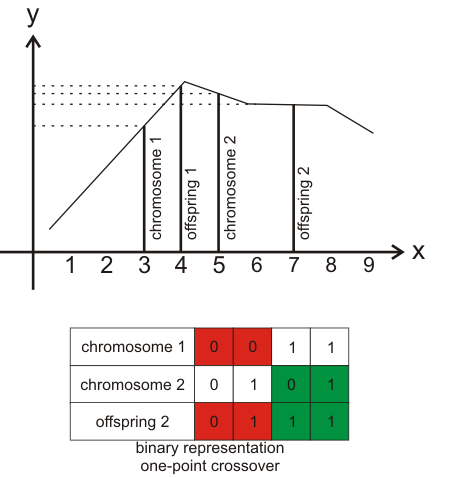 y
chromosome 1
offspring 1
chromosome 2
offspring 2
x
1 2 3 4 5 6 7 8 9
chromosome 1 0 0 1 1
chromosome 2 0 1 0 1
offspring 2 0 1 1 1
binary representation
one-point crossover